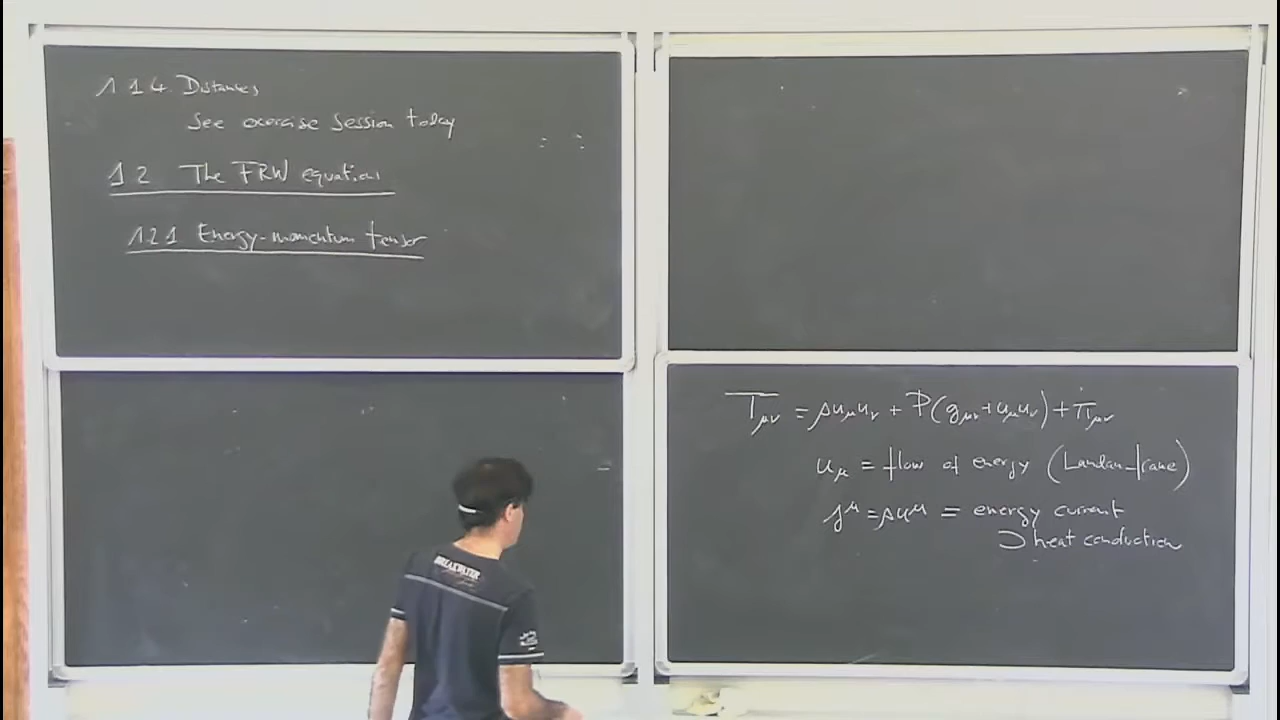 1.1.4. Distances
See exercise session today
1.2 The FRW equations
1.2.1 Energy-momentum tensor
T_μν = ρu_μu_ν + P(g_μν+u_μu_ν) + π_μν
u_μ = flow of energy (Landau-frame)
J^μ = ρu^μ = energy current
⊃ heat conduction
BREAKWATER